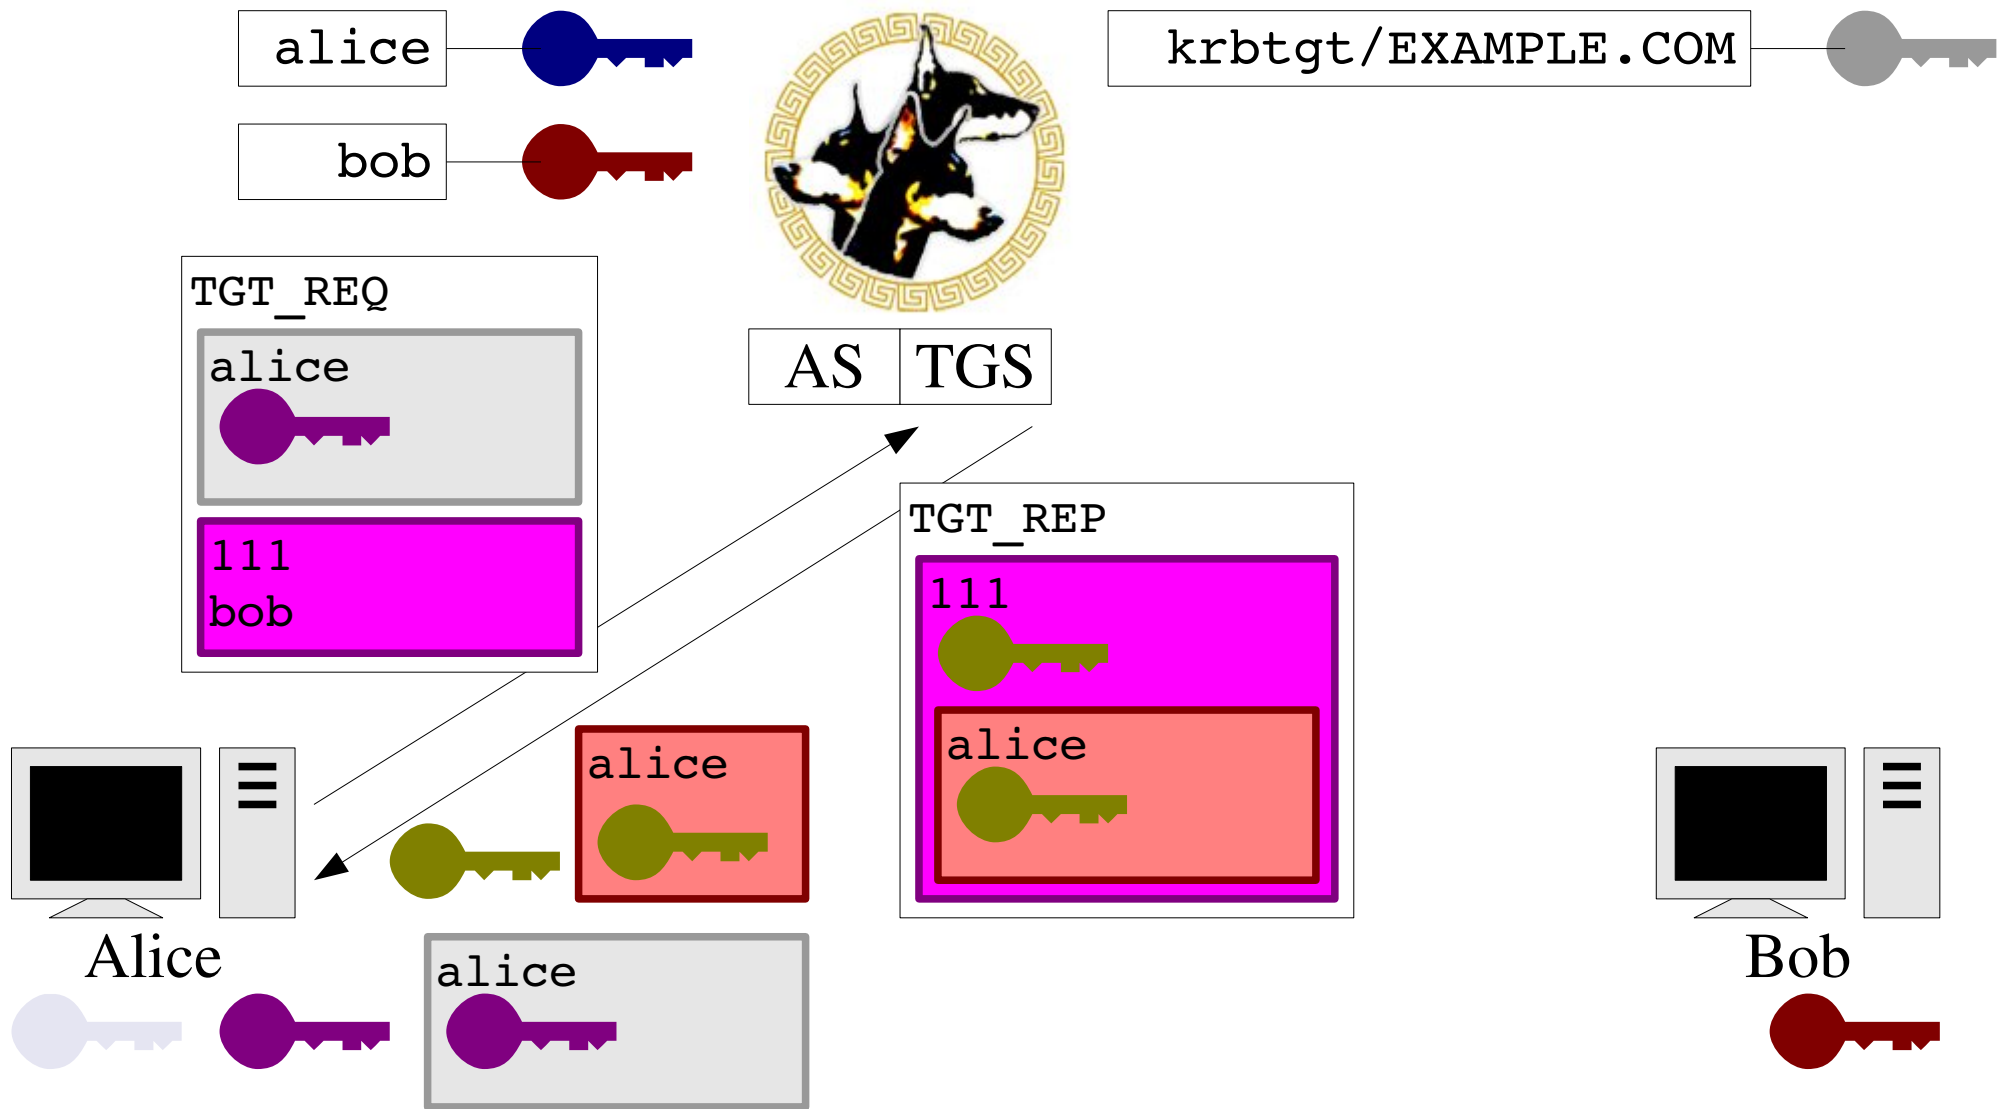 alice
krbtgt/EXAMPLE.COM
bob
TGT_REQ
alice
111
bob
AS
TGS
TGT_REP
111
alice
alice
Alice
alice
Bob